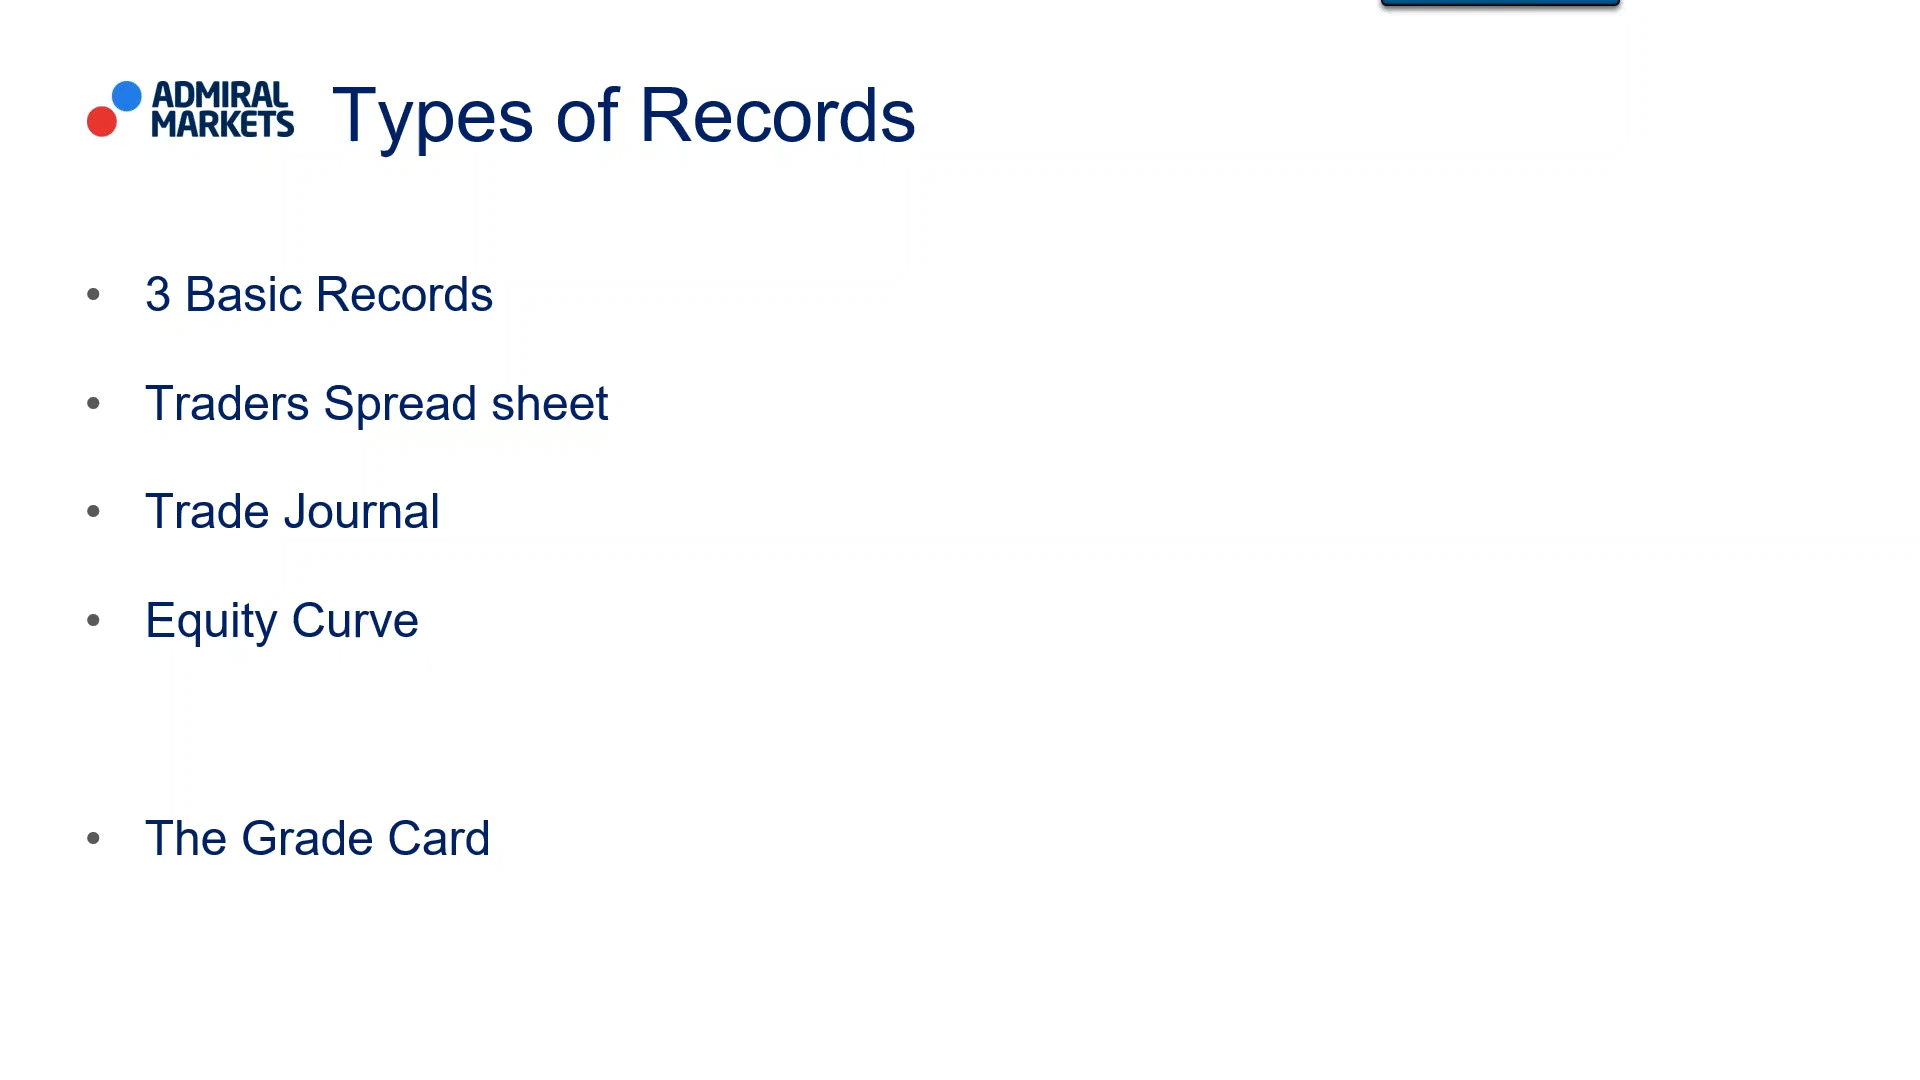 ADMIRAL
MARKETS
Types of Records
• 3 Basic Records
• Traders Spread sheet
• Trade Journal
• Equity Curve
• The Grade Card